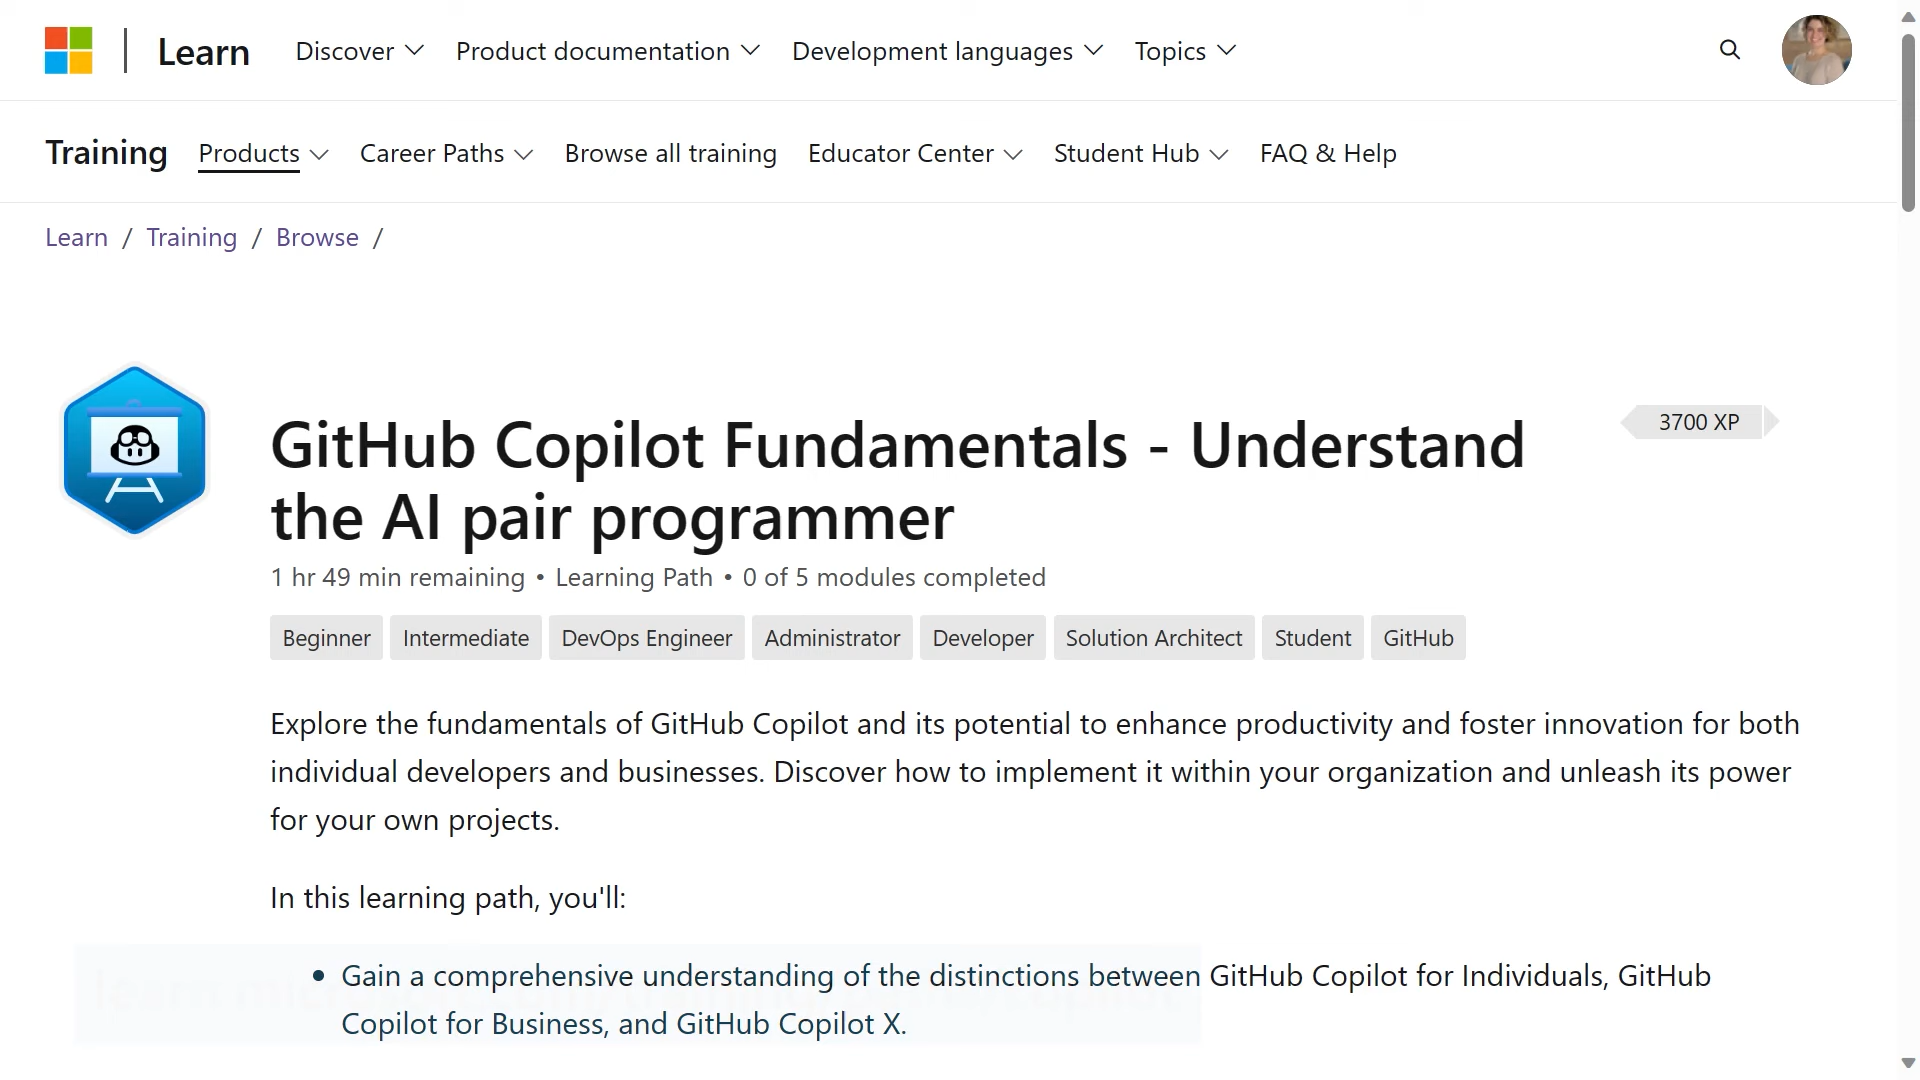 Learn Discover Product documentation Development languages Topics
Training Products Career Paths Browse all training Educator Center Student Hub FAQ & Help
Learn / Training / Browse /
GitHub Copilot Fundamentals - Understand
the AI pair programmer
3700 XP
1 hr 49 min remaining • Learning Path • 0 of 5 modules completed
Beginner Intermediate DevOps Engineer Administrator Developer Solution Architect Student GitHub
Explore the fundamentals of GitHub Copilot and its potential to enhance productivity and foster innovation for both
individual developers and businesses. Discover how to implement it within your organization and unleash its power
for your own projects.
In this learning path, you'll:
• Gain a comprehensive understanding of the distinctions between GitHub Copilot for Individuals, GitHub
Copilot for Business, and GitHub Copilot X.